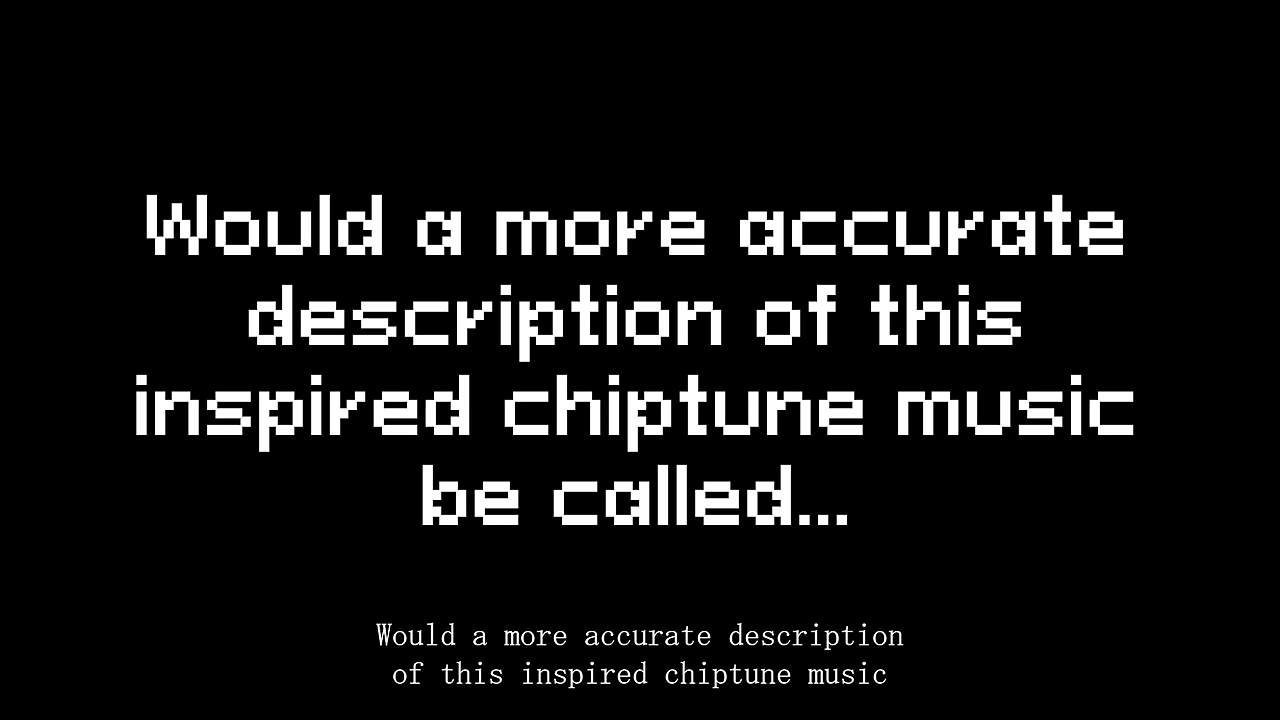 Would a more accurate
description of this
inspired chiptune music
be called...
Would a more accurate description
of this inspired chiptune music